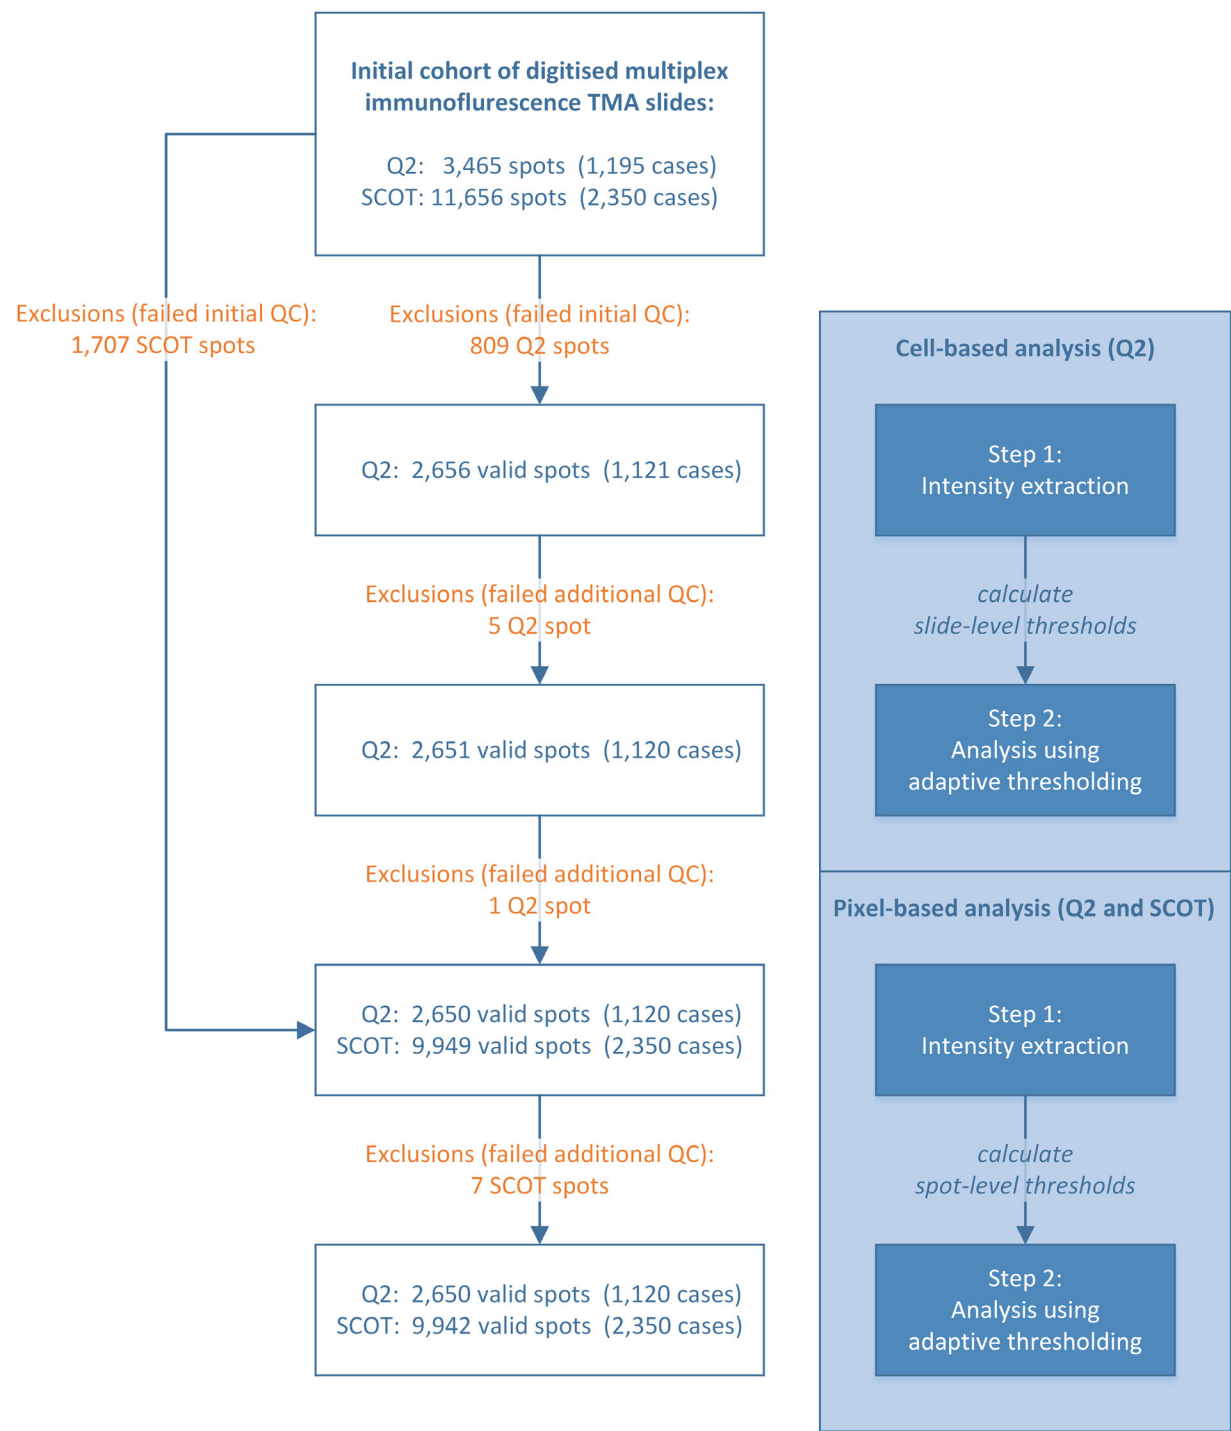 Initial cohort of digitised multiplex
immunoflurescence TMA slides:
Q2: 3,465 spots (1,195 cases)
SCOT: 11,656 spots (2,350 cases)
Exclusions (failed initial QC):
1,707 SCOT spots
Exclusions (failed initial QC):
809 Q2 spots
Q2: 2,656 valid spots (1,121 cases)
Exclusions (failed additional QC):
5 Q2 spot
Q2: 2,651 valid spots (1,120 cases)
Exclusions (failed additional QC):
1 Q2 spot
Q2: 2,650 valid spots (1,120 cases)
SCOT: 9,949 valid spots (2,350 cases)
Exclusions (failed additional QC):
7 SCOT spots
Q2: 2,650 valid spots (1,120 cases)
SCOT: 9,942 valid spots (2,350 cases)
Cell-based analysis (Q2)
Step 1:
Intensity extraction
calculate
slide-level thresholds
Step 2:
Analysis using
adaptive thresholding
Pixel-based analysis (Q2 and SCOT)
Step 1:
Intensity extraction
calculate
spot-level thresholds
Step 2:
Analysis using
adaptive thresholding